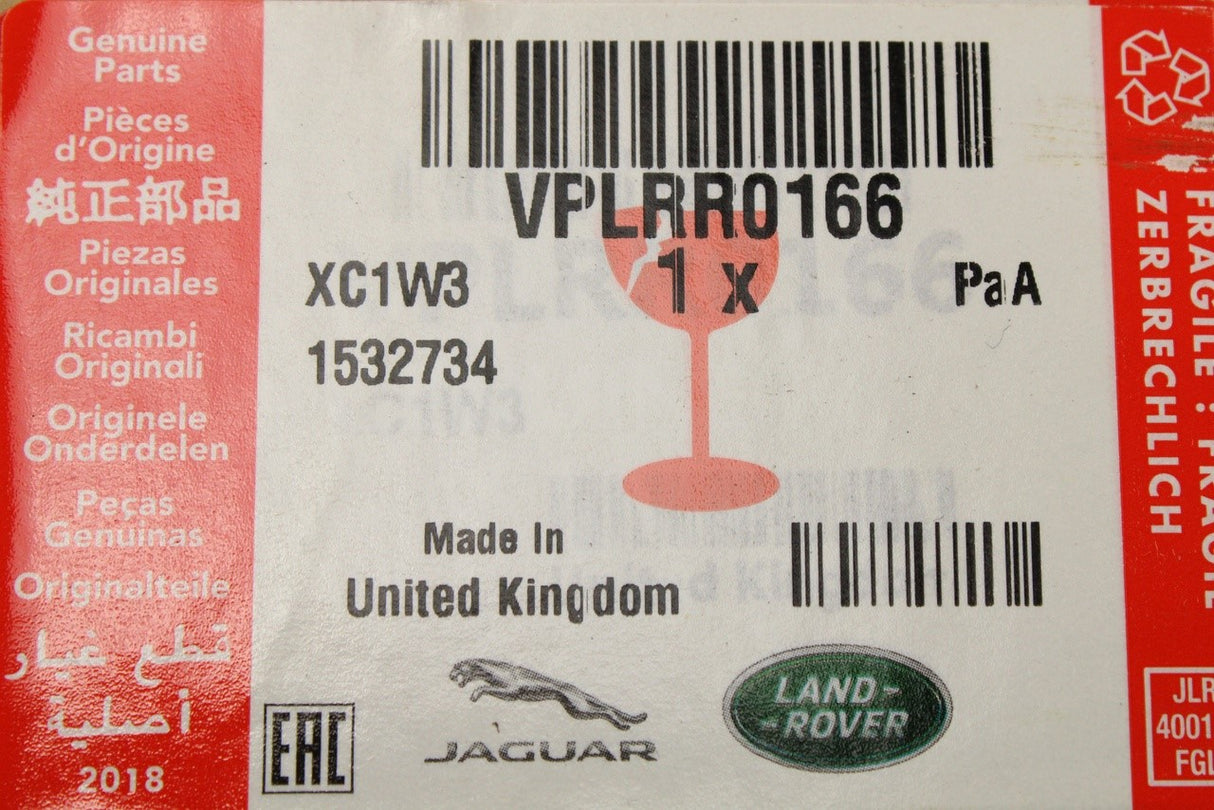 Genuine
Parts
Pièces
d'Origine
純正部品
Piezas
Originales
Ricambi
Originali
Originele
Onderdelen
Peças
Genuinas
Originalteile
قطع غيار
أصلية
2018
VPLRR0166
XC1W3 1 x PaA
1532734
Made In
United Kingdom
EAC
JAGUAR
LAND-
-ROVER
FRAGILE : FRAGILE
ZERBRECHLICH
JLR
4001
FGL